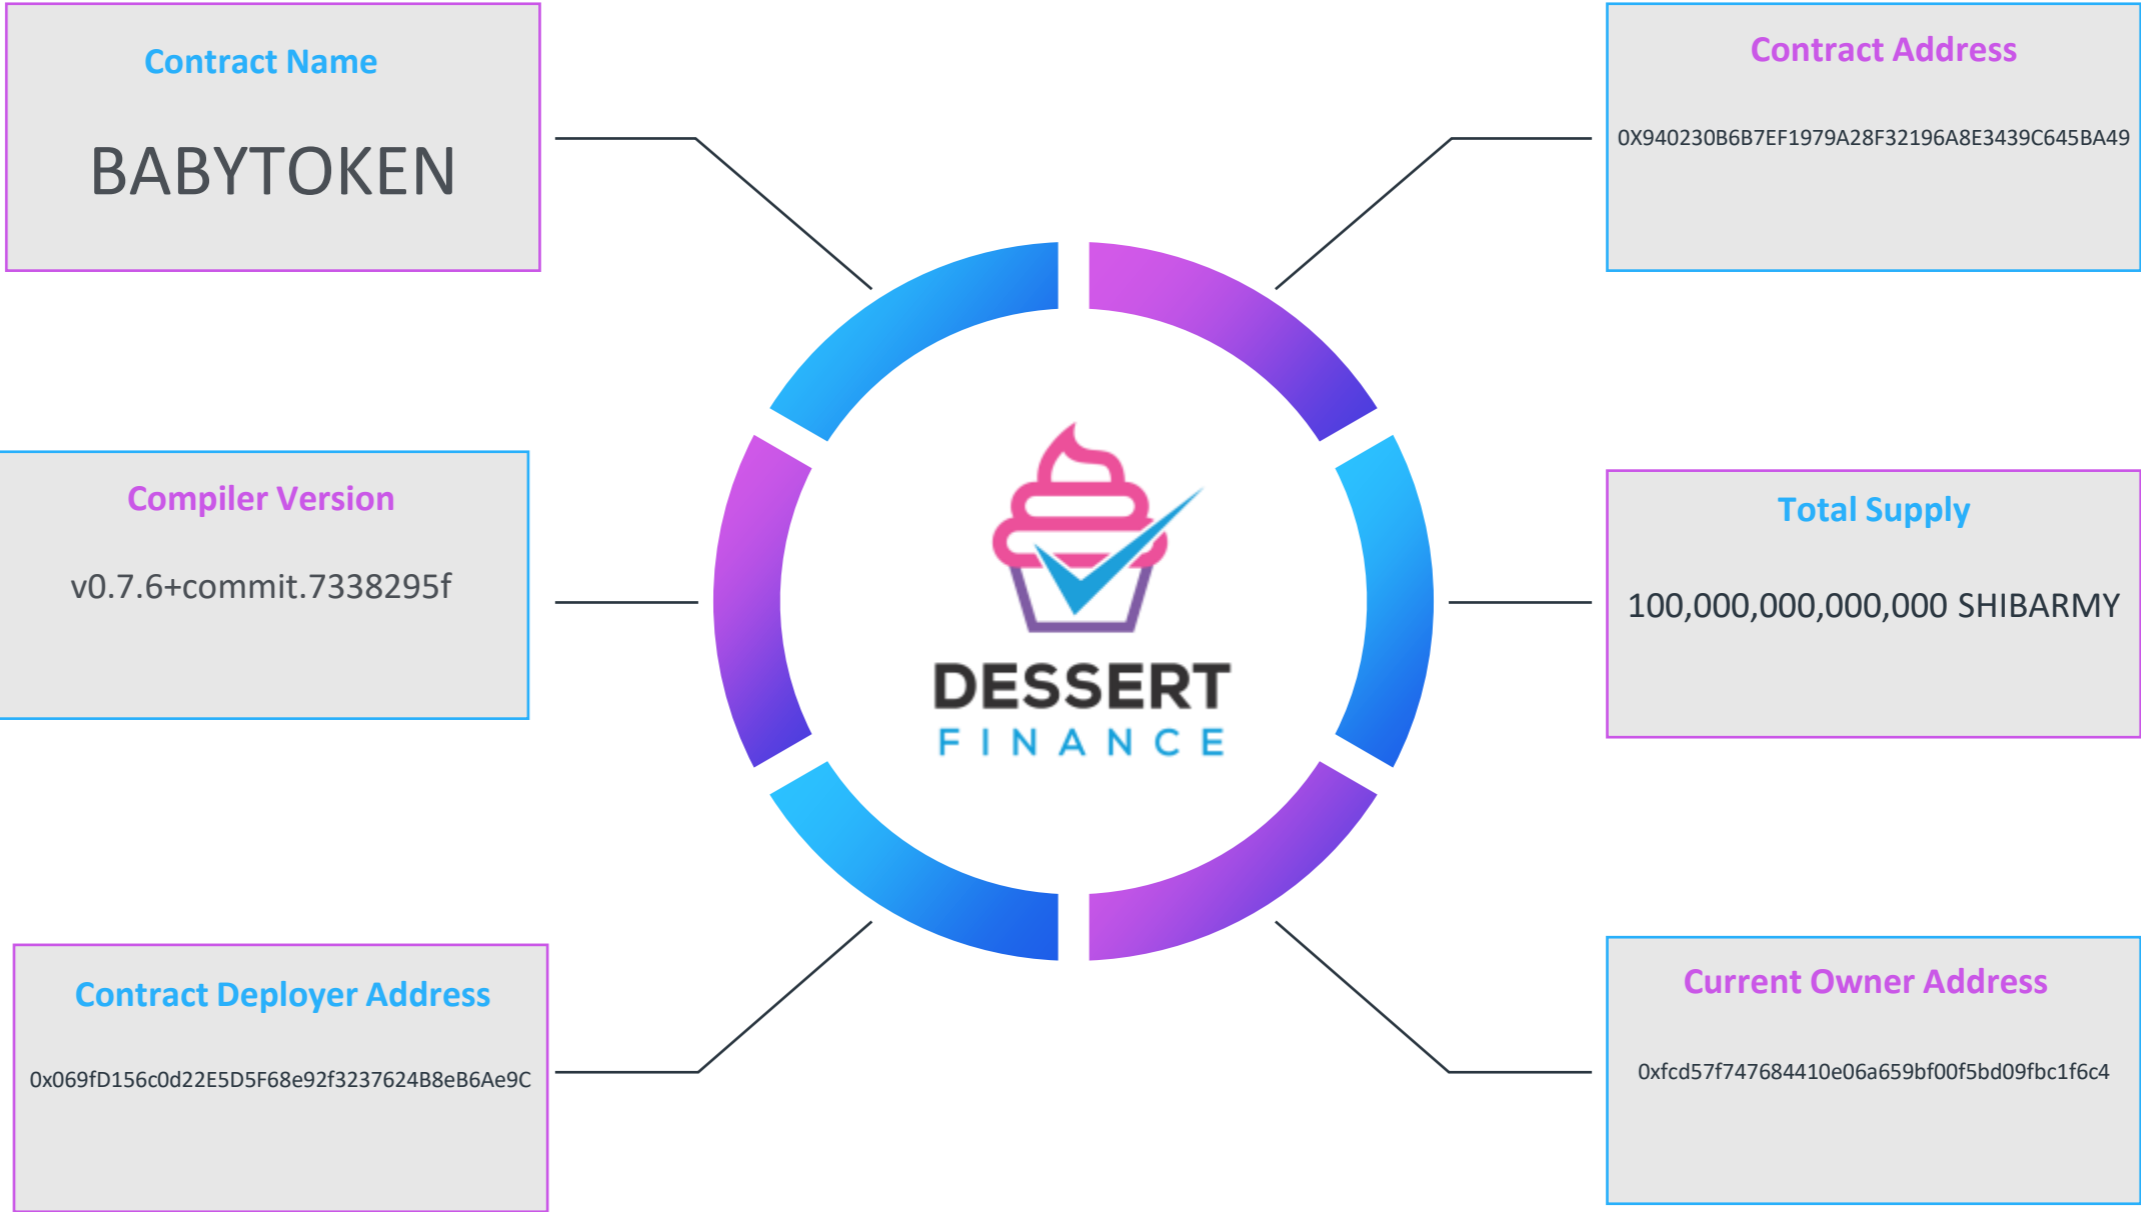 Contract Name
BABYTOKEN
Contract Address
0X940230B6B7EF1979A28F32196A8E3439C645BA49
Compiler Version
v0.7.6+commit.7338295f
DESSERT
FINANCE
Total Supply
100,000,000,000,000 SHIBARMY
Contract Deployer Address
0x069fD156c0d22E5D5F68e92f3237624B8eB6Ae9C
Current Owner Address
0xfcd57f747684410e06a659bf00f5bd09fbc1f6c4